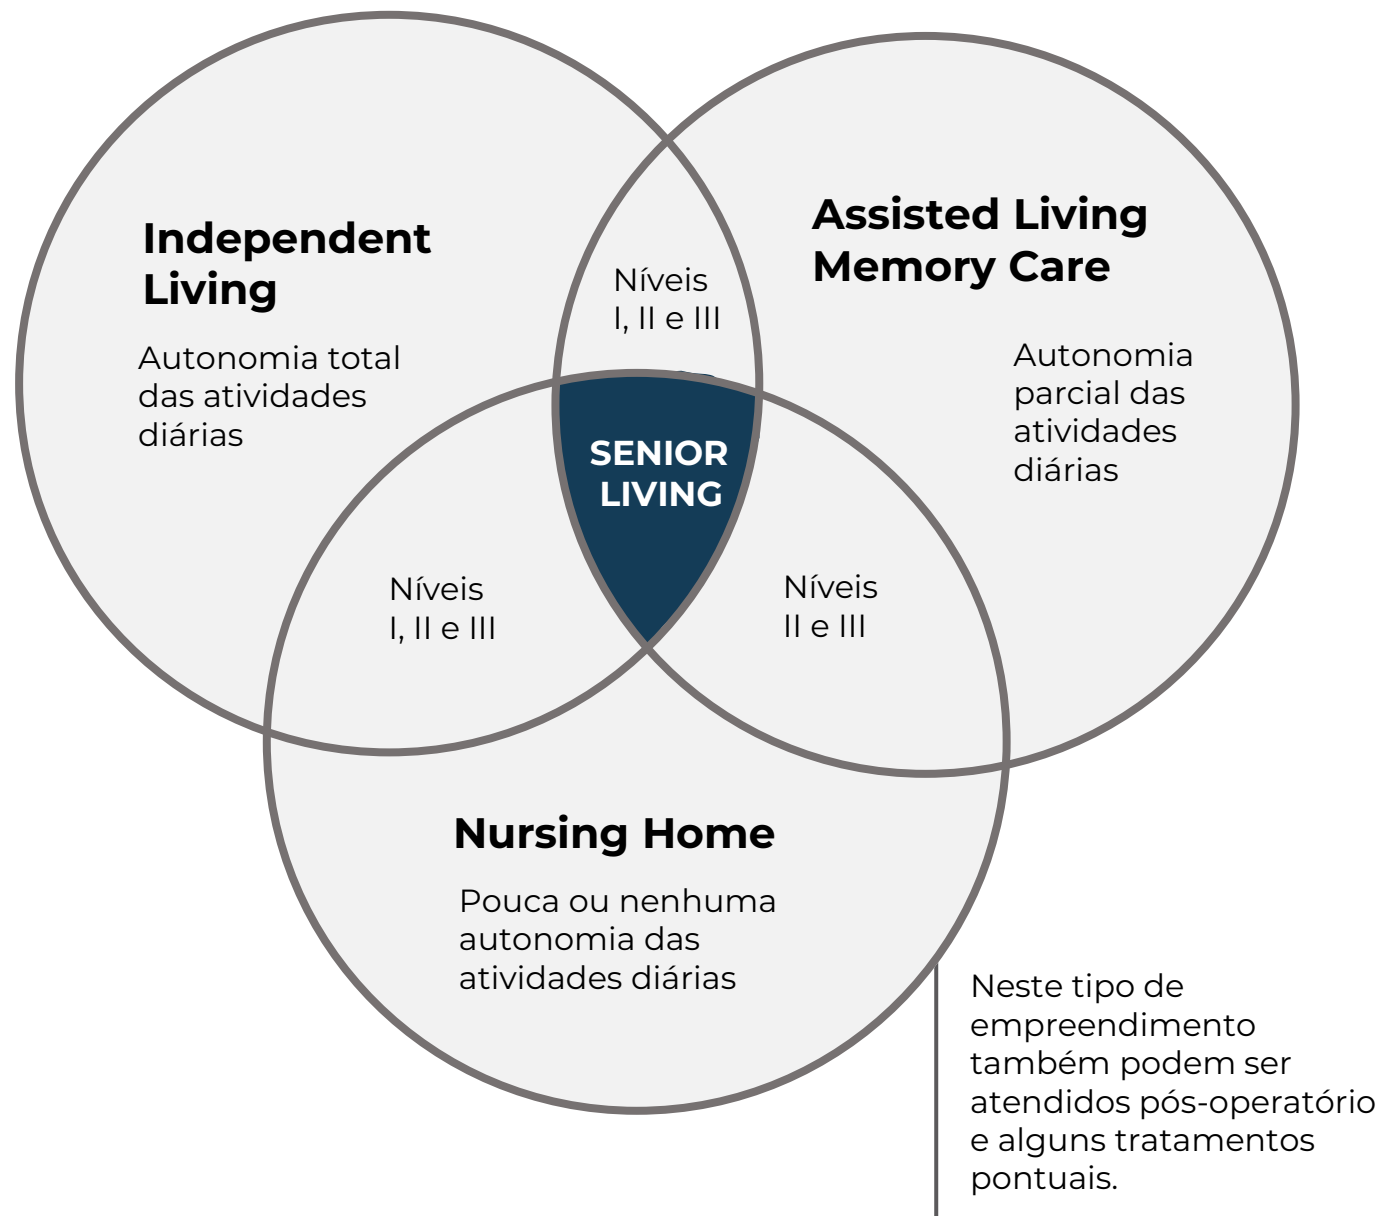 Independent
Living
Autonomia total
das atividades
diárias
Níveis
I, II e III
Assisted Living
Memory Care
Autonomia
parcial das
atividades
diárias
SENIOR
LIVING
Níveis
I, II e III
Níveis
II e III
Nursing Home
Pouca ou nenhuma
autonomia das
atividades diárias
Neste tipo de
empreendimento
também podem ser
atendidos pós-operatório
e alguns tratamentos
pontuais.